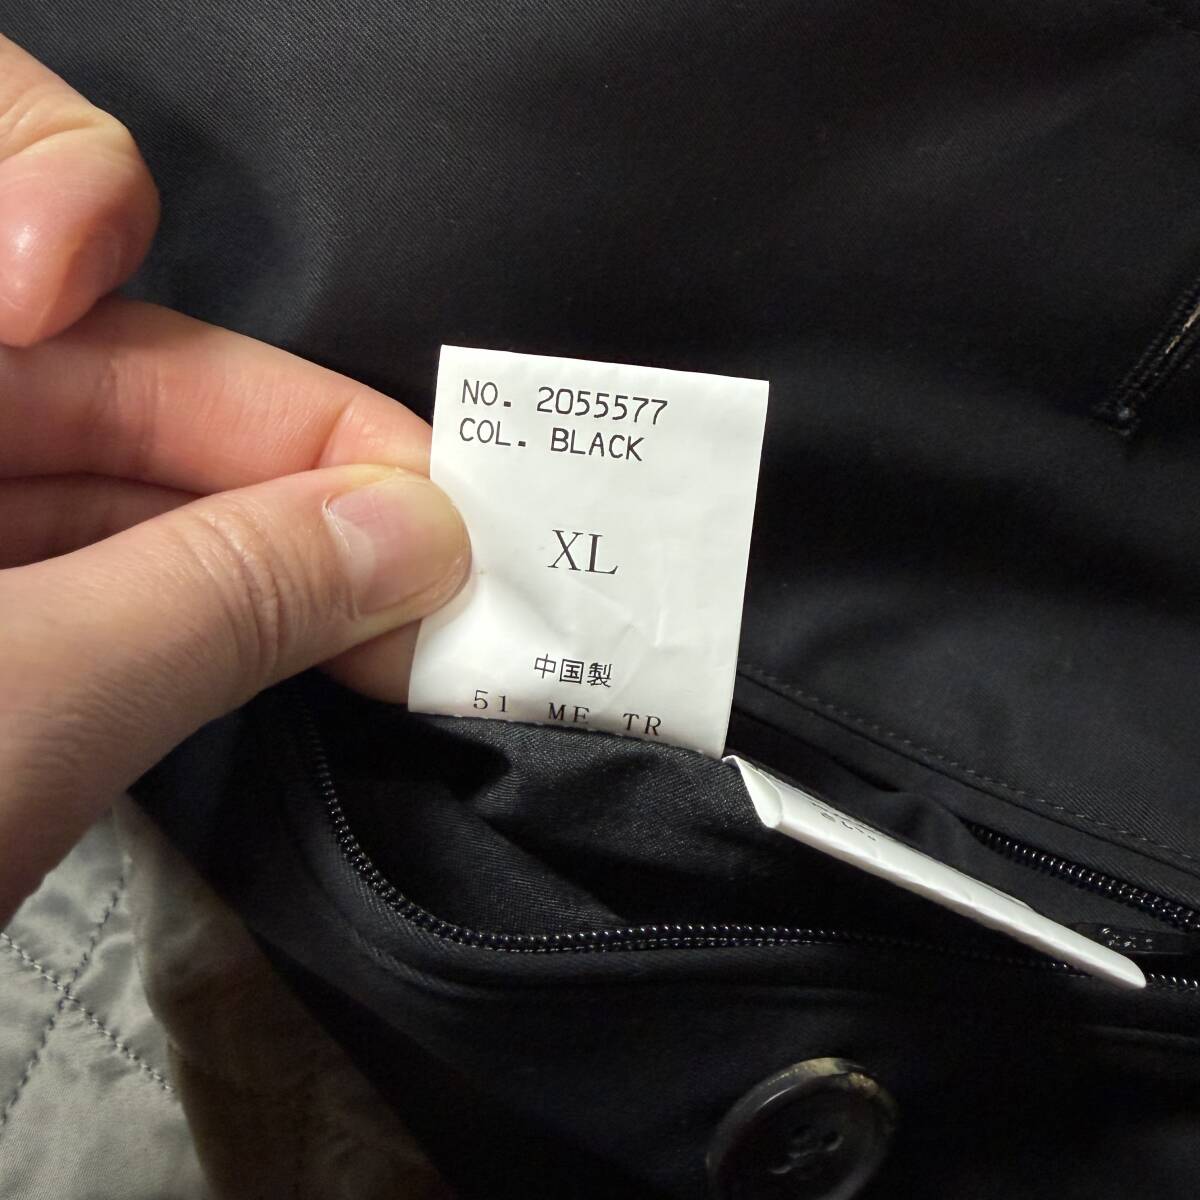 NO. 2055577
COL. BLACK
XL
中国製
51 ME TR